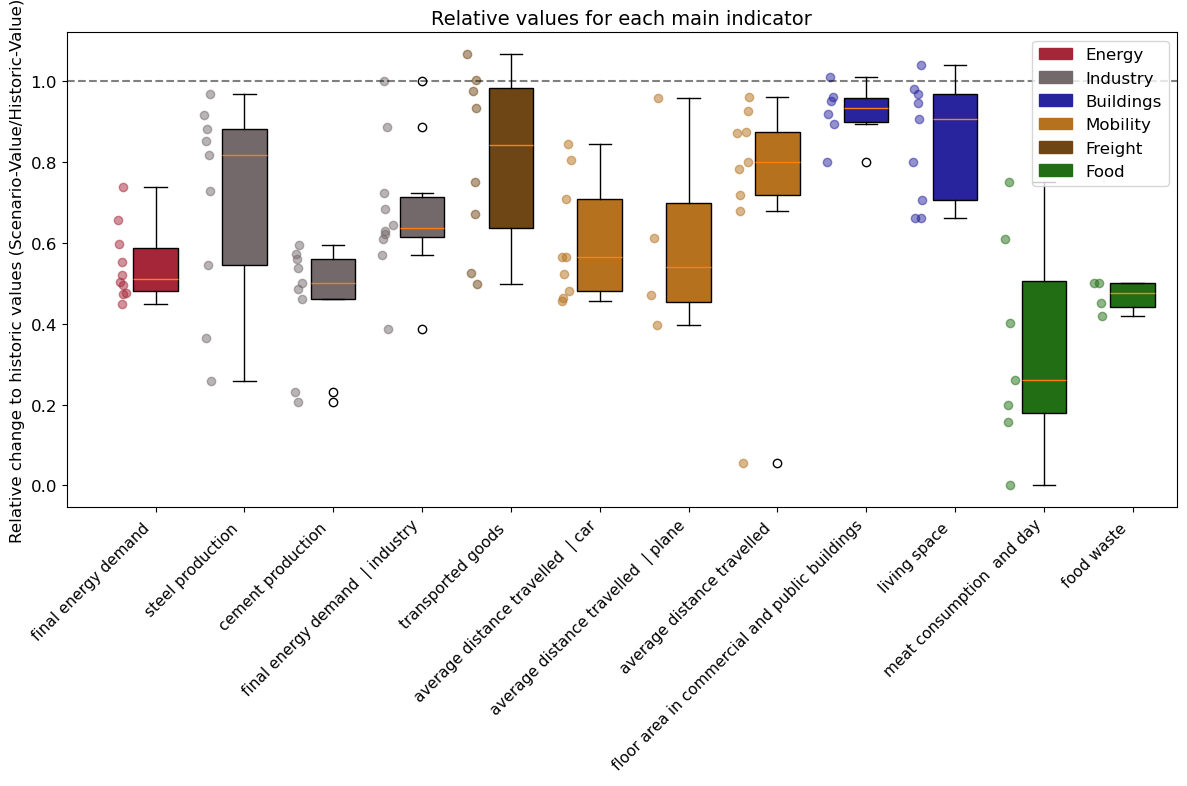 Relative values for each main indicator
Relative change to historic values (Scenario-Value/Historic-Value)
1.0
0.8
0.6
0.4
0.2
0.0
Energy
Industry
Buildings
Mobility
Freight
Food
final energy demand
steel production
cement production
final energy demand | industry
transported goods
average distance travelled | car
average distance travelled | plane
average distance travelled
floor area in commercial and public buildings
living space
meat consumption and day
food waste